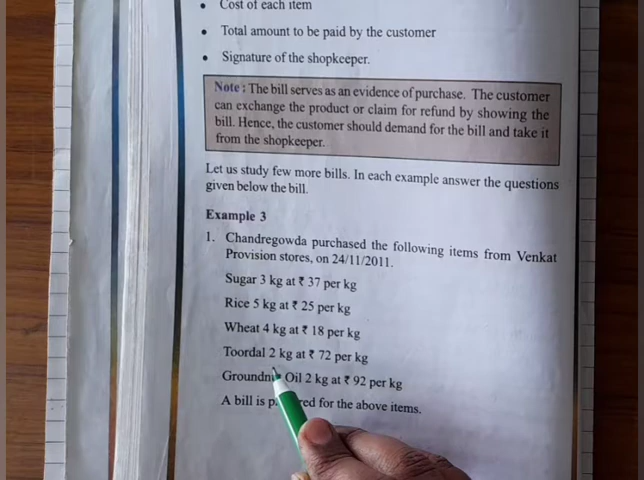 • Cost of each item
• Total amount to be paid by the customer
• Signature of the shopkeeper.
Note : The bill serves as an evidence of purchase. The customer
can exchange the product or claim for refund by showing the
bill. Hence, the customer should demand for the bill and take it
from the shopkeeper.
Let us study few more bills. In each example answer the questions
given below the bill.
Example 3
1. Chandregowda purchased the following items from Venkat
Provision stores, on 24/11/2011.
Sugar 3 kg at ₹ 37 per kg
Rice 5 kg at ₹ 25 per kg
Wheat 4 kg at ₹ 18 per kg
Toordal 2 kg at ₹ 72 per kg
Oil 2 kg at ₹ 92 per kg
A bill is for the above items.